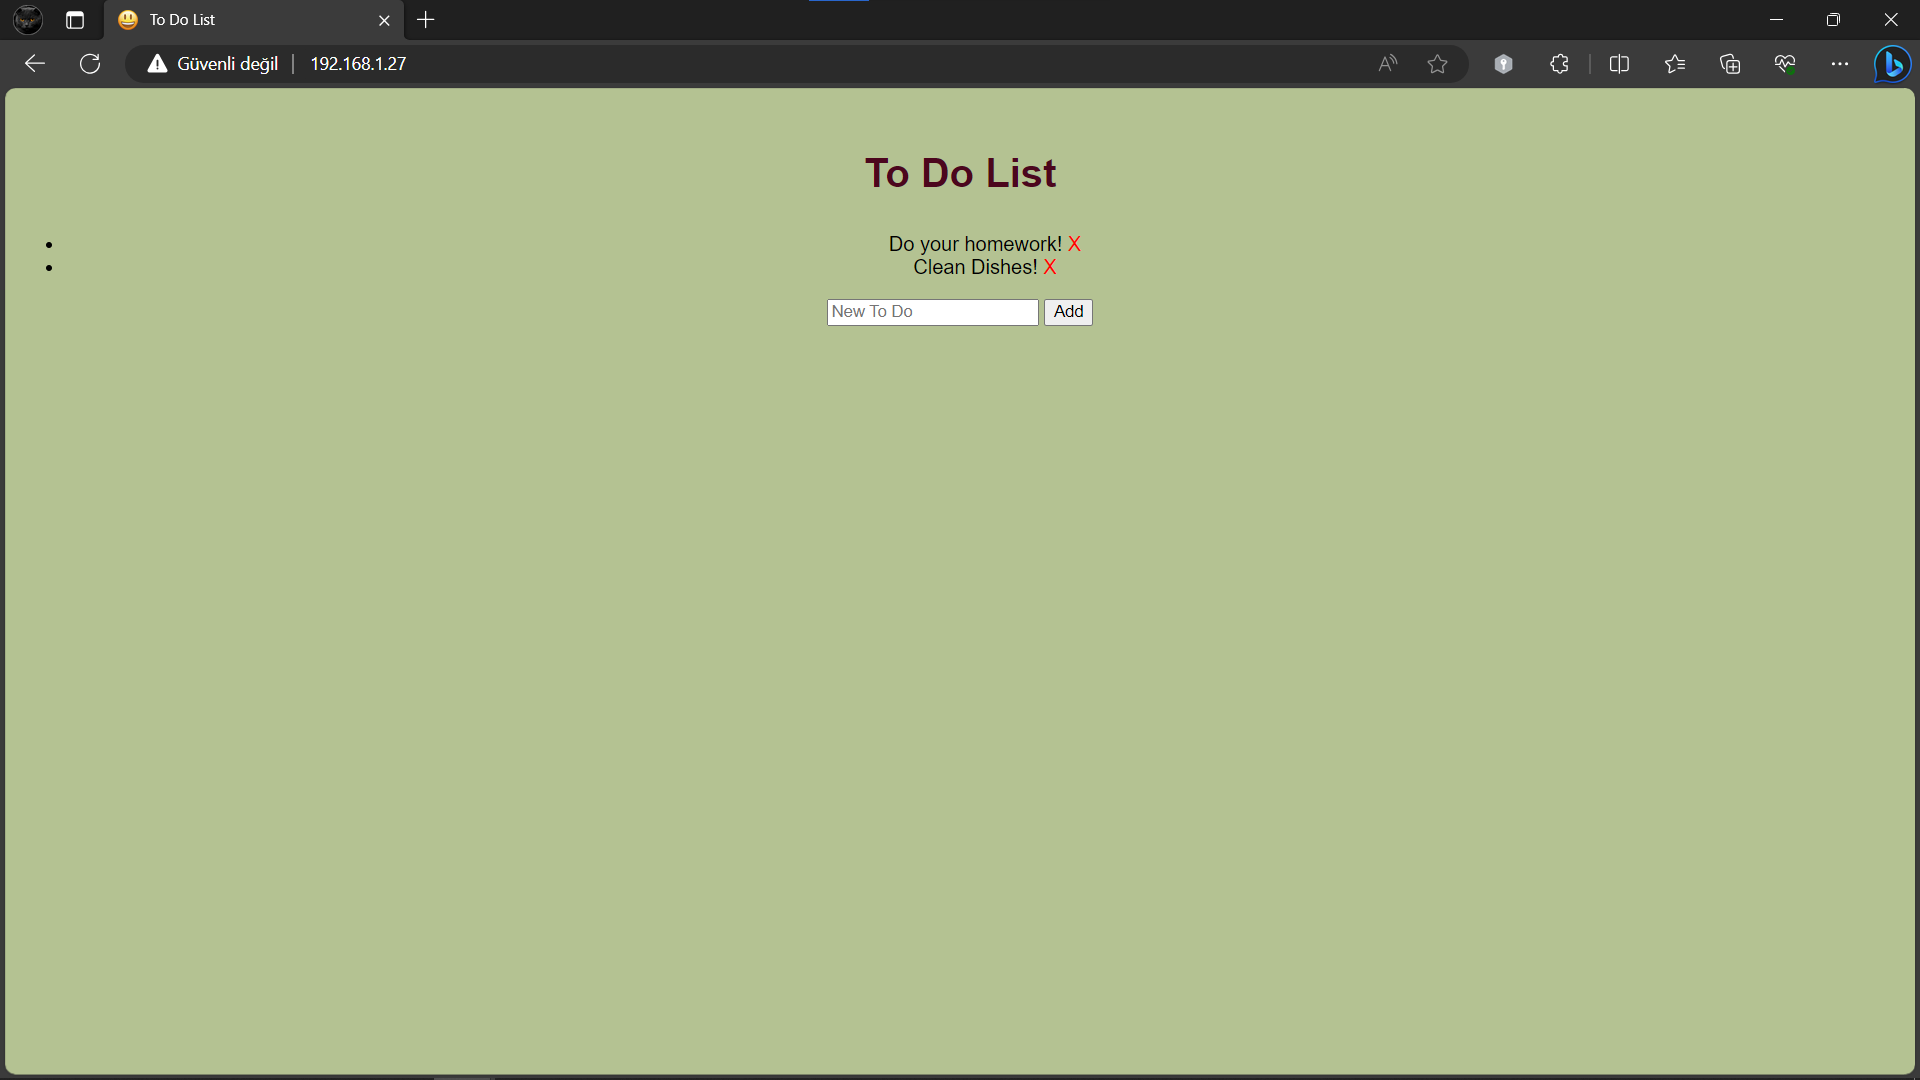 To Do List
Güvenli değil
192.168.1.27
To Do List
Do your homework! X
Clean Dishes! X
New To Do
Add